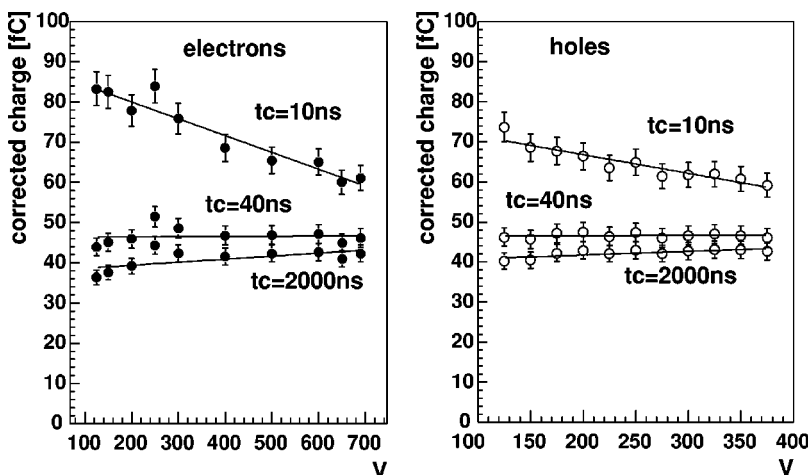 corrected charge [fC]
100
90
80
70
60
50
40
30
20
10
0
electrons
tc=10ns
tc=40ns
tc=2000ns
100 200 300 400 500 600 700
V
corrected charge [fC]
100
90
80
70
60
50
40
30
20
10
0
holes
tc=10ns
tc=40ns
tc=2000ns
100 150 200 250 300 350 400
V